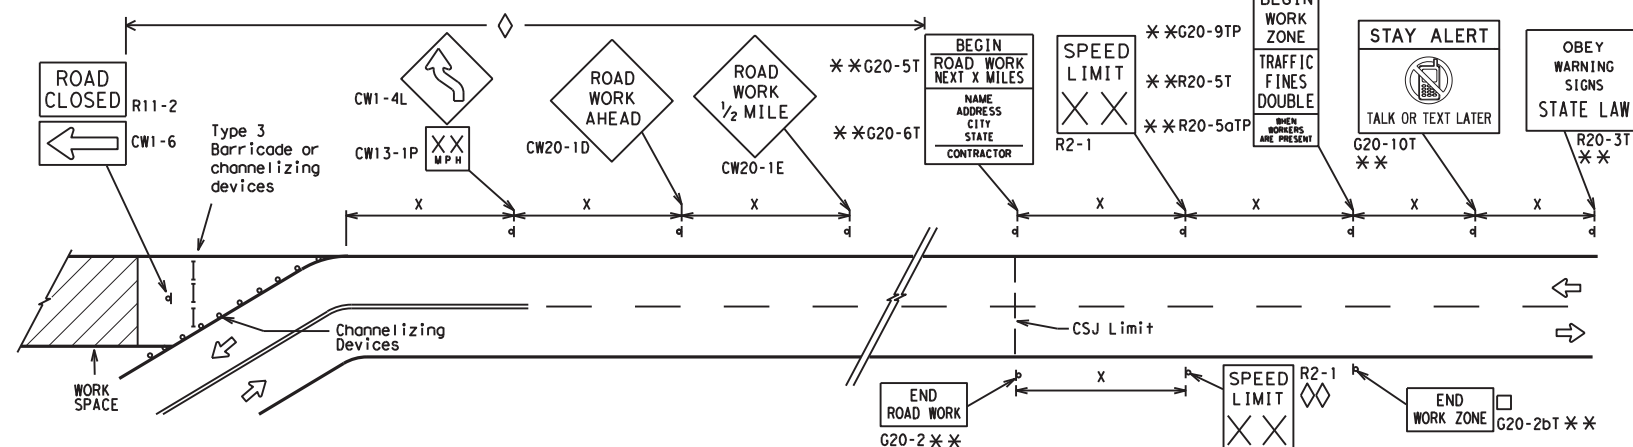 ROAD
CLOSED
R11-2
CW1-6
Type 3
Barricade or
channelizing
devices
CW1-4L
XX
MPH
CW13-1P
ROAD
WORK
AHEAD
CW20-1D
ROAD
WORK
1/2 MILE
CW20-1E
**G20-5T
**G20-6T
BEGIN
ROAD WORK
NEXT X MILES
NAME
ADDRESS
CITY
STATE
CONTRACTOR
SPEED
LIMIT
XX
R2-1
**G20-9TP
**R20-5T
**R20-5aTP
BEGIN
WORK
ZONE
TRAFFIC
FINES
DOUBLE
WHEN
WORKERS
ARE PRESENT
STAY ALERT
TALK OR TEXT LATER
G20-10T
**
OBEY
WARNING
SIGNS
STATE LAW
R20-3T
**
X
X
X
X
X
X
X
Channelizing
Devices
CSJ Limit
WORK
SPACE
END
ROAD WORK
G20-2**
X
SPEED
LIMIT
XX
R2-1
END
WORK ZONE
G20-2bT **